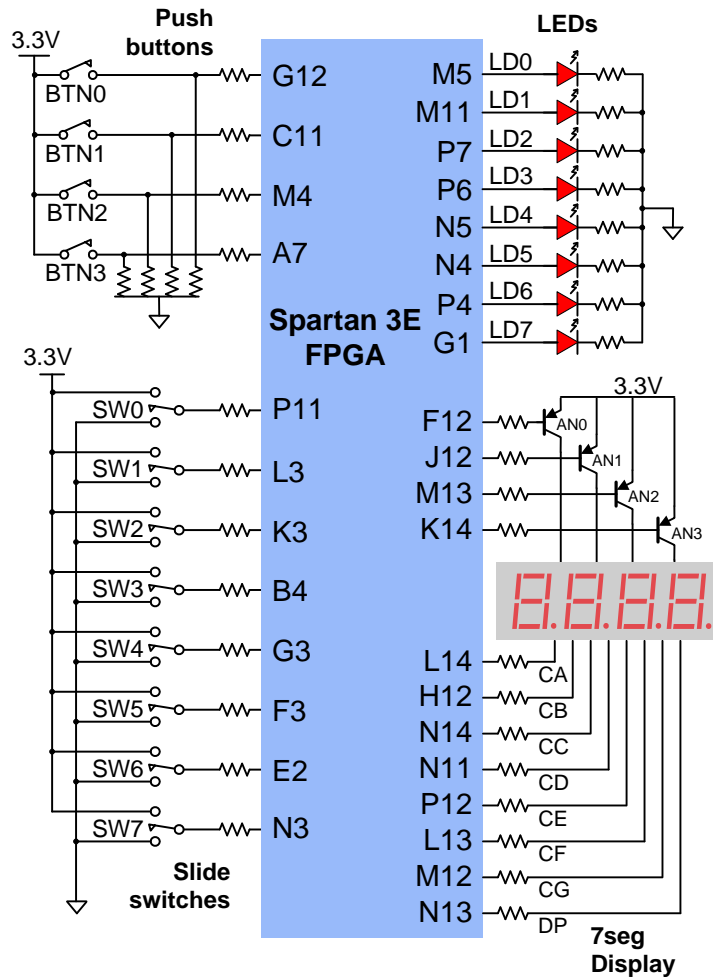 Push
buttons
3.3V
BTN0
BTN1
BTN2
BTN3
G12
C11
M4
A7
Spartan 3E
FPGA
LEDs
M5
LD0
M11
LD1
P7
LD2
P6
LD3
N5
LD4
N4
LD5
P4
LD6
G1
LD7
3.3V
SW0
P11
SW1
L3
SW2
K3
SW3
B4
SW4
G3
SW5
F3
SW6
E2
SW7
N3
Slide
switches
3.3V
F12
AN0
J12
AN1
M13
AN2
K14
AN3
8.8.8.8.
L14
CA
H12
CB
N14
CC
N11
CD
P12
CE
L13
CF
M12
CG
N13
DP
7seg
Display